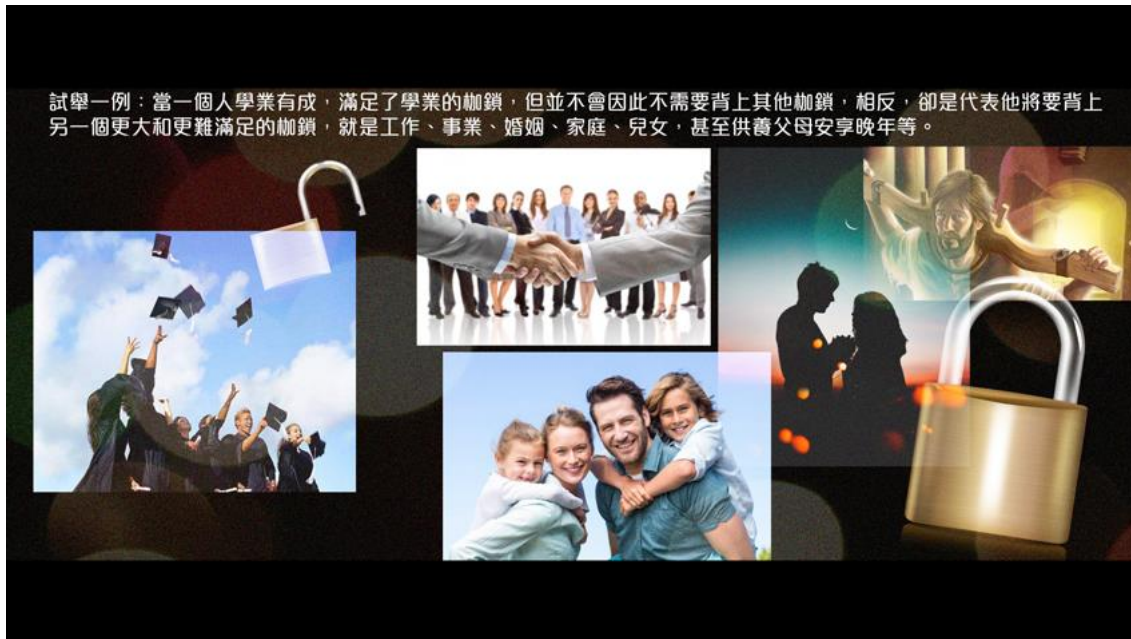 試舉一例：當一個人學業有成，滿足了學業的枷鎖，但並不會因此不需要背上其他枷鎖，相反，卻是代表他將要背上
另一個更大和更難滿足的枷鎖，就是工作、事業、婚姻、家庭、兒女，甚至供養父母安享晚年等。